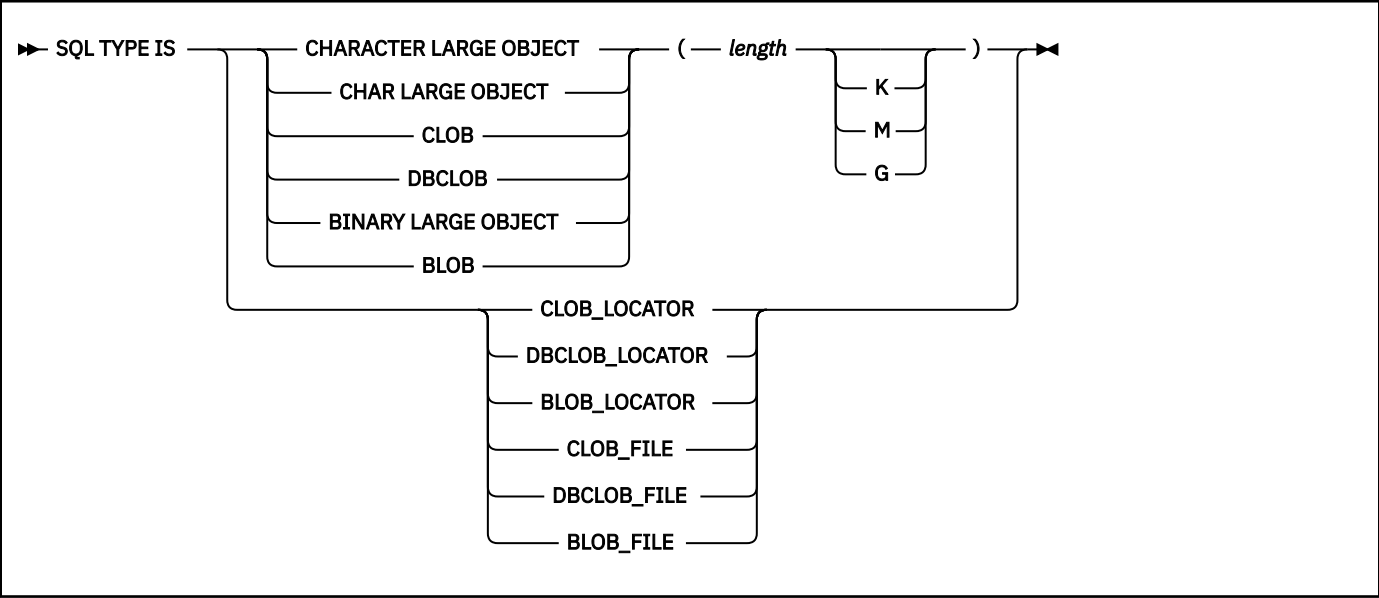 SQL TYPE IS CHARACTER LARGE OBJECT ( length )
CHAR LARGE OBJECT K
CLOB M
DBCLOB G
BINARY LARGE OBJECT
BLOB
CLOB_LOCATOR
DBCLOB_LOCATOR
BLOB_LOCATOR
CLOB_FILE
DBCLOB_FILE
BLOB_FILE